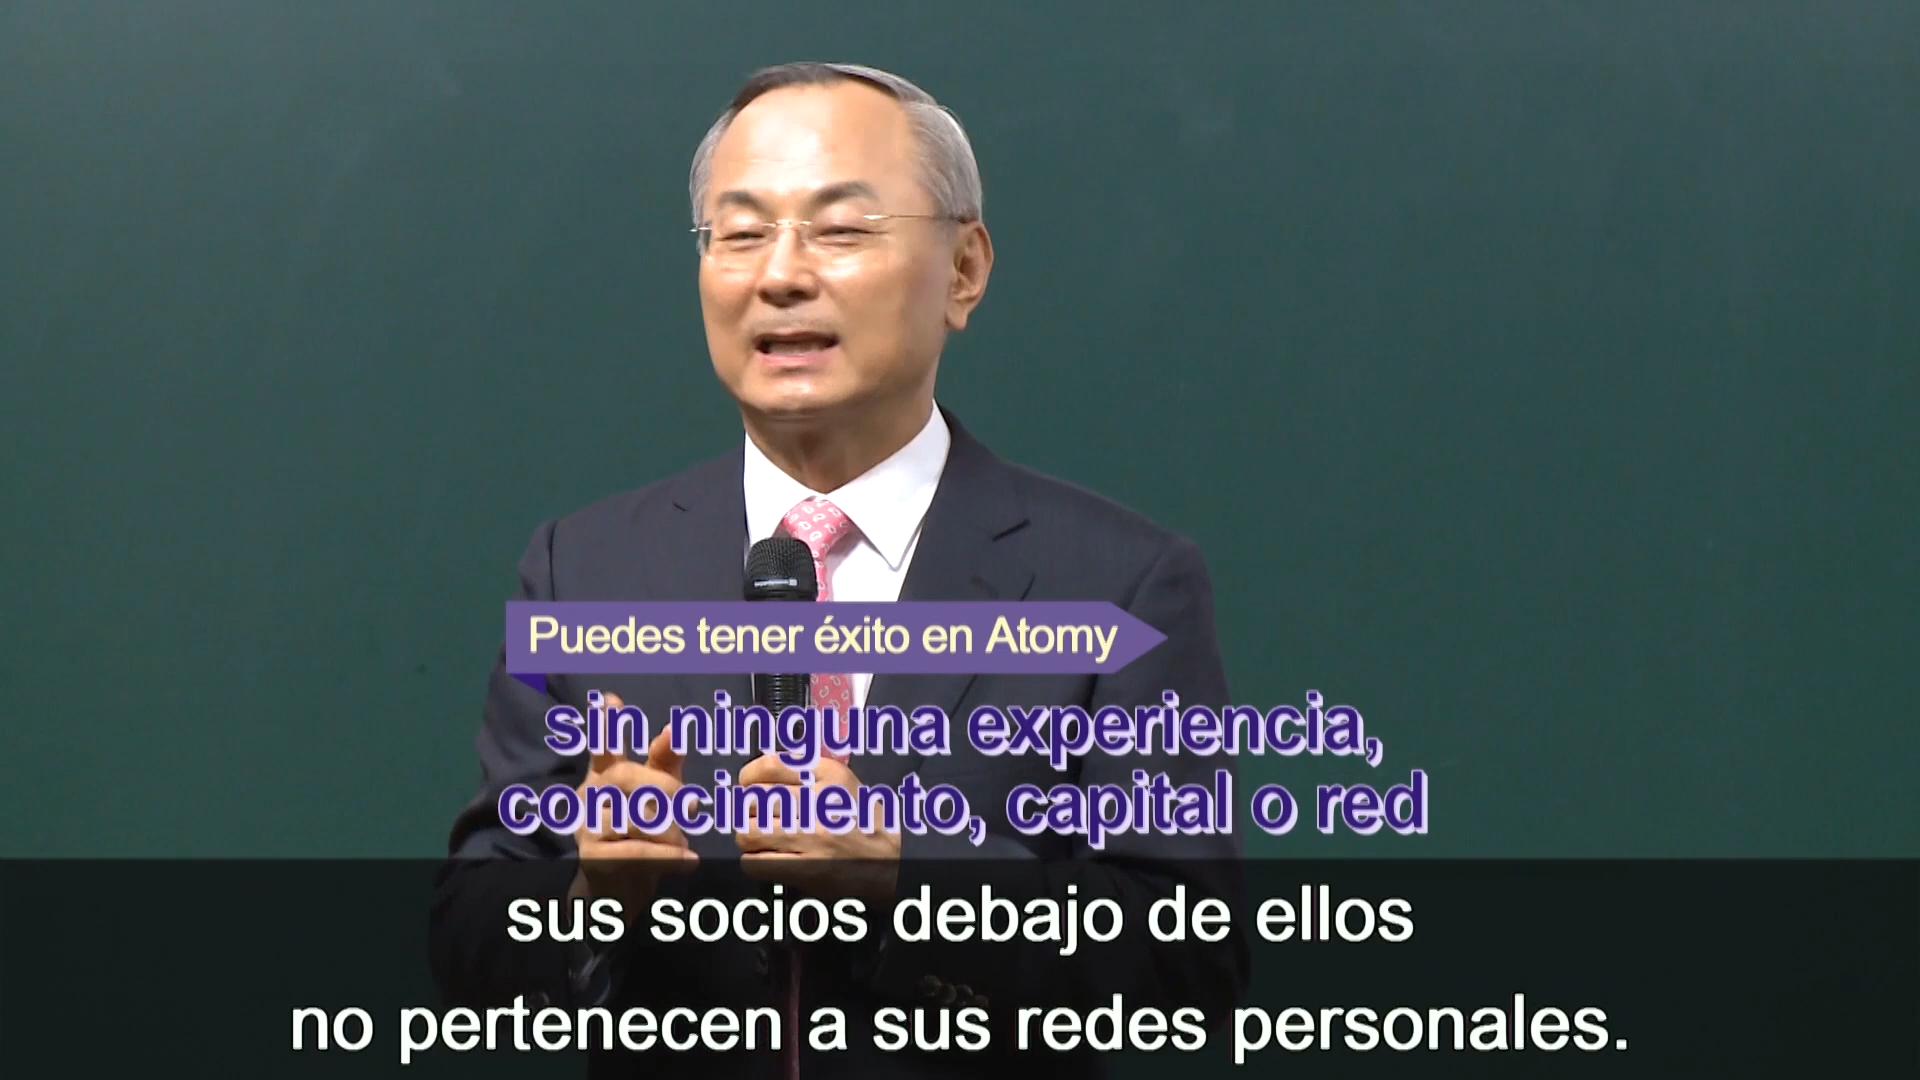 Puedes tener éxito en Atomy
sin ninguna experiencia,
conocimiento, capital o red
sus socios debajo de ellos
no pertenecen a sus redes personales.